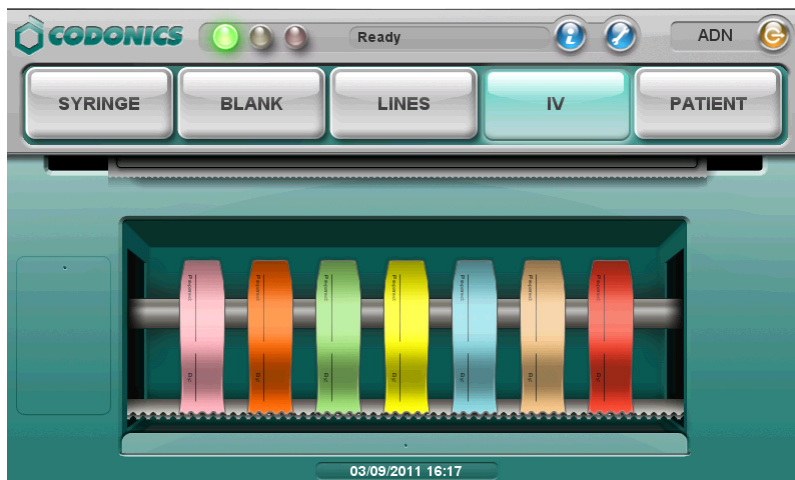 CODONICS
Ready
ADN
SYRINGE
BLANK
LINES
IV
PATIENT
03/09/2011 16:17